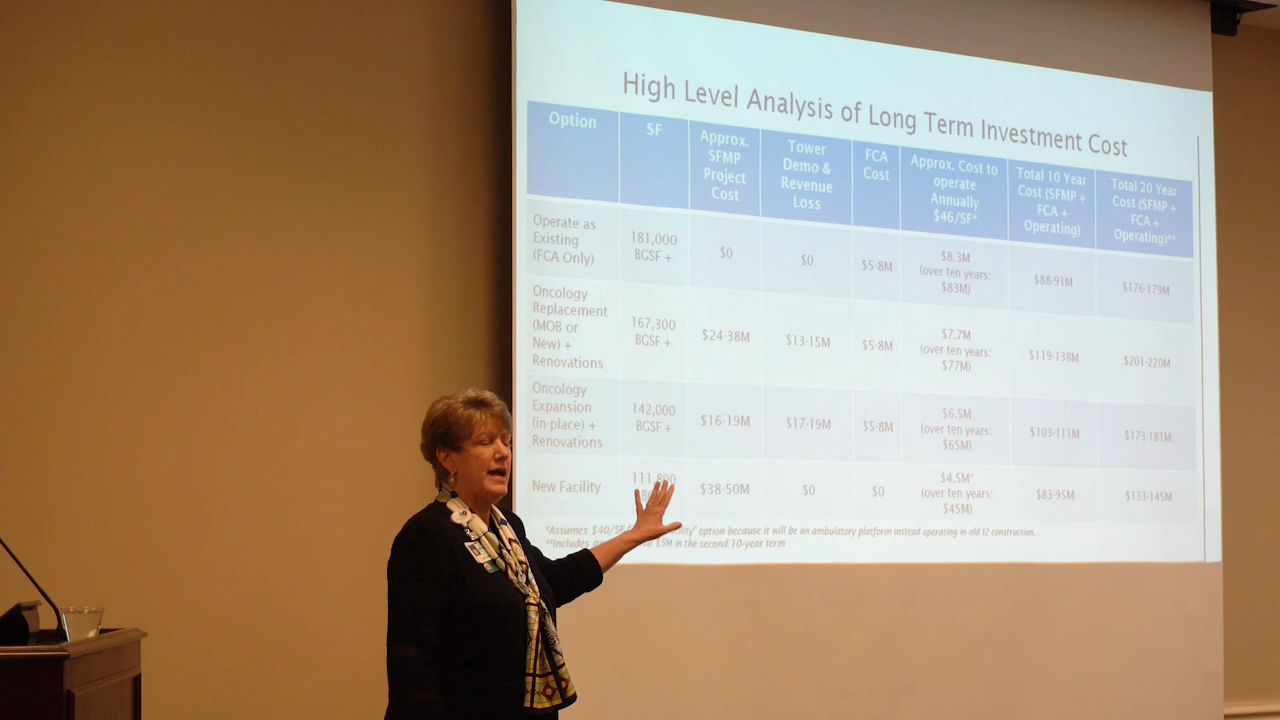 High Level Analysis of Long Term Investment Cost
Option
SF
Approx.
SFMP
Project
Cost
Tower
Demo &
Revenue
Loss
FCA
Cost
Approx. Cost to
operate
Annually
$46/SF*
Total 10 Year
Cost (SFMP +
FCA +
Operating)
Total 20 Year
Cost (SFMP +
FCA +
Operating)**
Operate as
Existing
(FCA Only)
181,000
BGSF +
$0
$0
$5-8M
$8.3M
(over ten years:
$83M)
$88-91M
$176-179M
Oncology
Replacement
(MOB or
New) +
Renovations
167,300
BGSF +
$24-38M
$13-15M
$5-8M
$7.7M
(over ten years:
$77M)
$119-138M
$201-220M
Oncology
Expansion
(in-place) +
Renovations
142,000
BGSF +
$16-19M
$17-19M
$5-8M
$6.5M
(over ten years:
$65M)
$103-111M
$173-181M
New Facility
111,800
$38-50M
$0
$0
$4.5M*
(over ten years:
$45M)
$83-95M
$133-145M
*Assumes $40/SF option because it will be an ambulatory platform instead operating in old I2 construction.
**Includes $5M in the second 10-year term